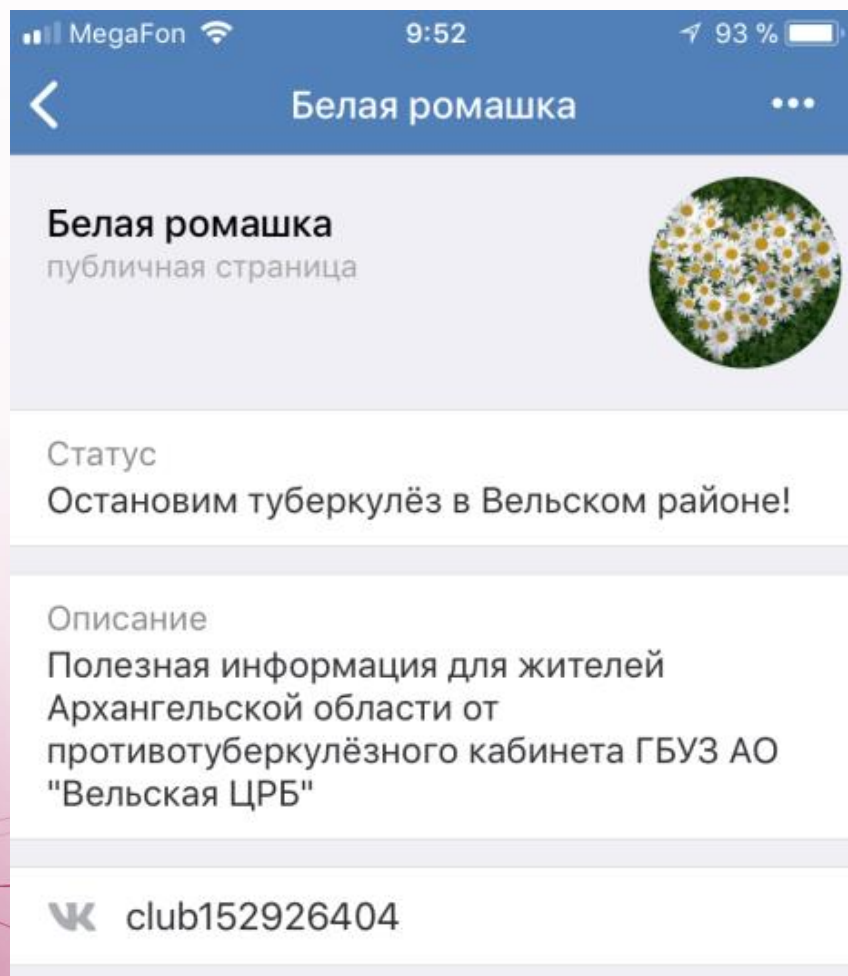 MegaFon 9:52 93 %
Белая ромашка
Белая ромашка
публичная страница
Статус
Остановим туберкулёз в Вельском районе!
Описание
Полезная информация для жителей
Архангельской области от
противотуберкулёзного кабинета ГБУЗ АО
"Вельская ЦРБ"
club152926404